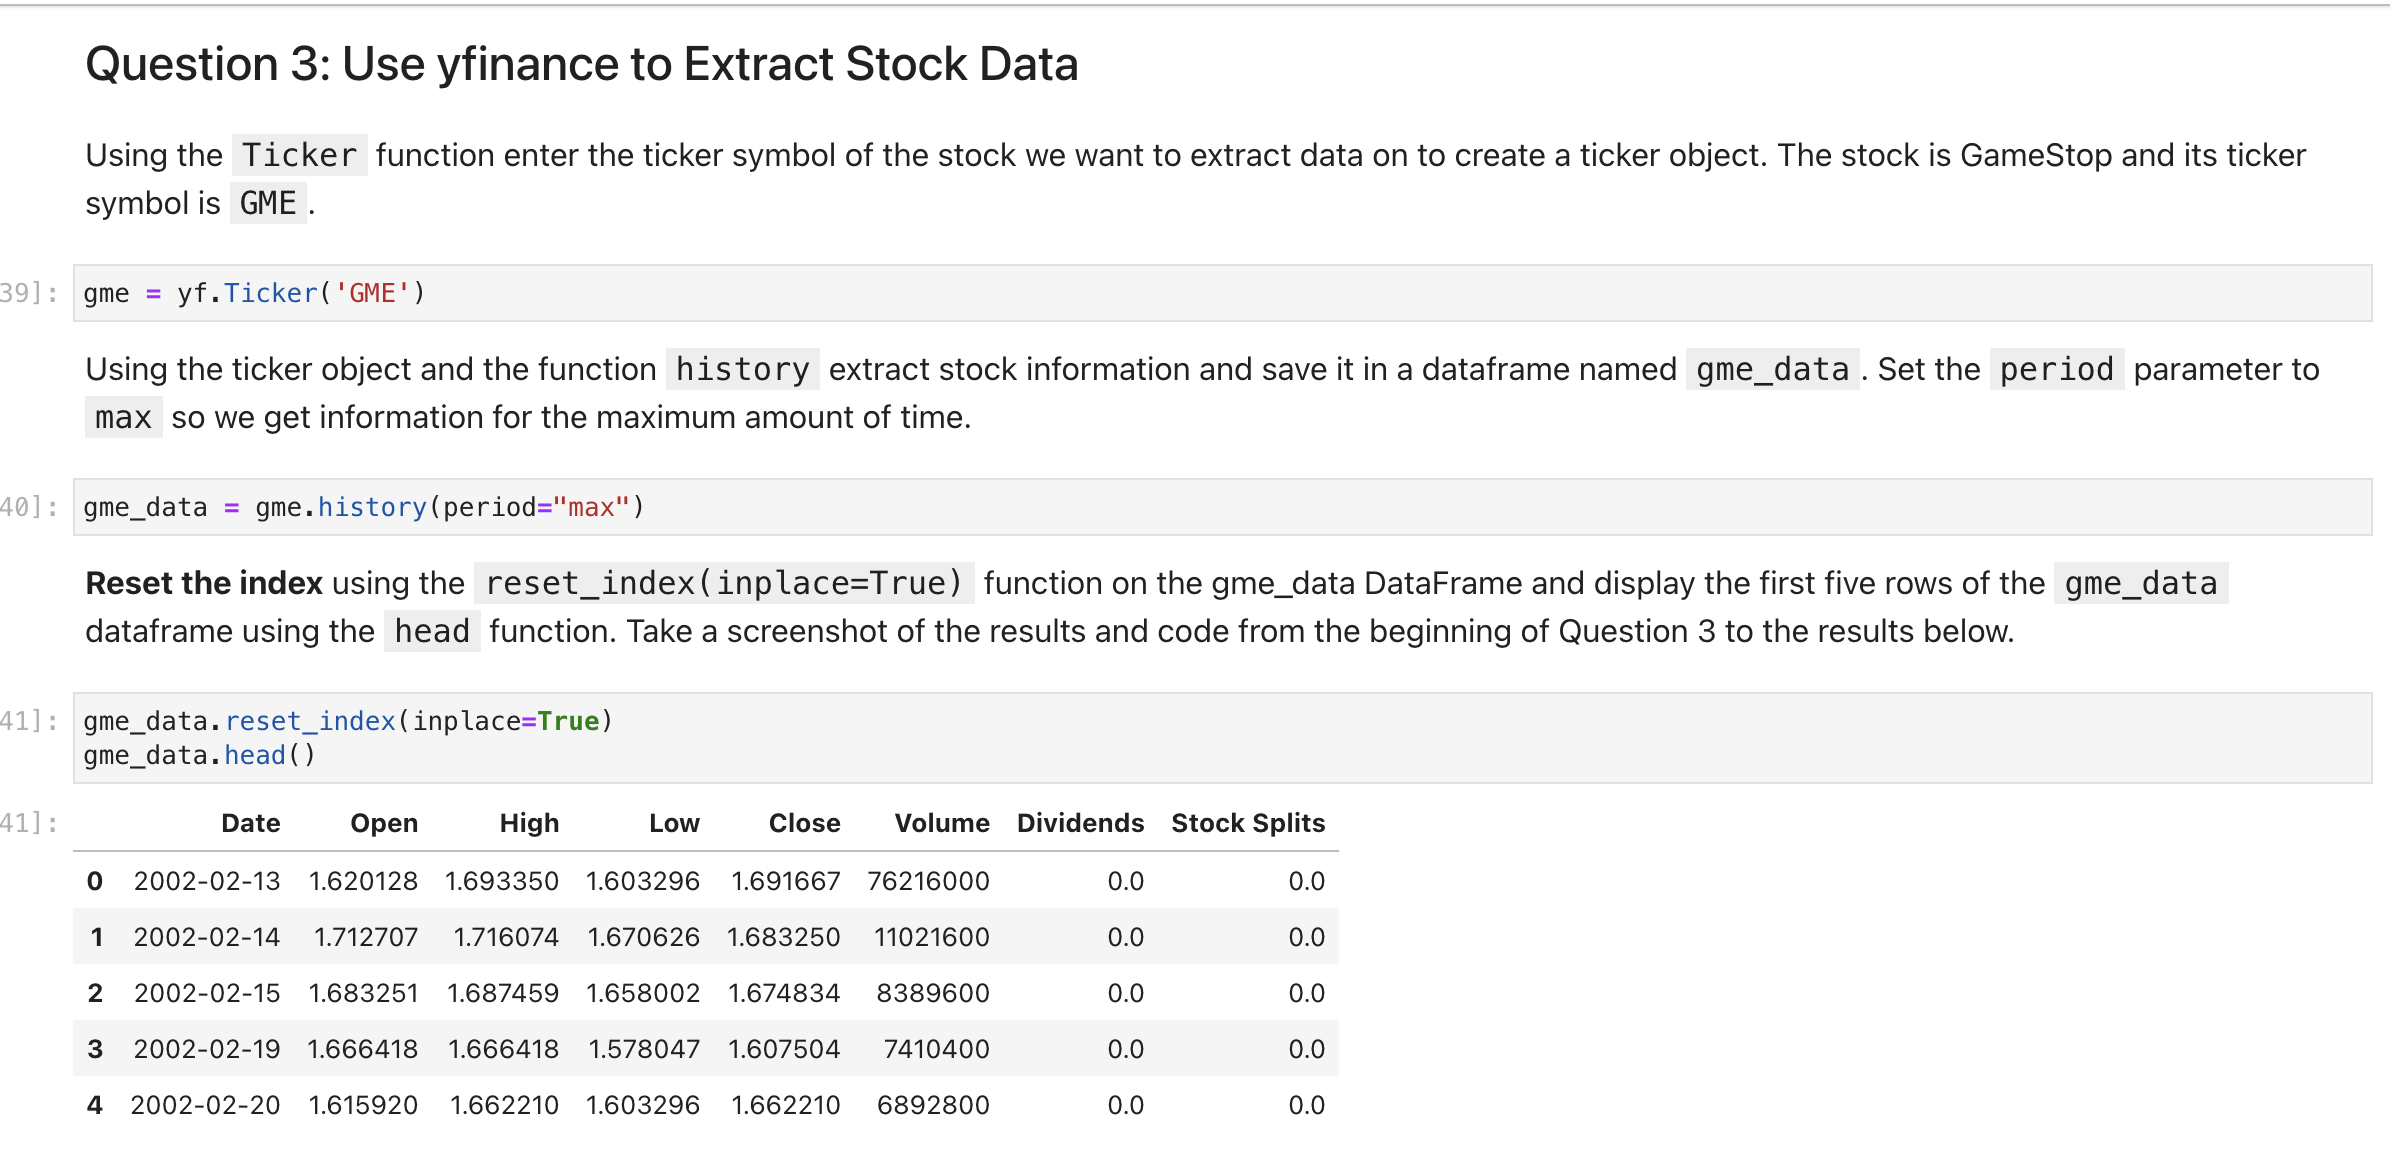 Question 3: Use yfinance to Extract Stock Data
Using the Ticker function enter the ticker symbol of the stock we want to extract data on to create a ticker object. The stock is GameStop and its ticker
symbol is GME .
39]: gme = yf.Ticker('GME')
Using the ticker object and the function history extract stock information and save it in a dataframe named gme_data . Set the period parameter to
max so we get information for the maximum amount of time.
40]: gme_data = gme.history(period="max")
Reset the index using the reset_index(inplace=True) function on the gme_data DataFrame and display the first five rows of the gme_data
dataframe using the head function. Take a screenshot of the results and code from the beginning of Question 3 to the results below.
41]: gme_data.reset_index(inplace=True)
gme_data.head()
41]: Date Open High Low Close Volume Dividends Stock Splits
0 2002-02-13 1.620128 1.693350 1.603296 1.691667 76216000 0.0 0.0
1 2002-02-14 1.712707 1.716074 1.670626 1.683250 11021600 0.0 0.0
2 2002-02-15 1.683251 1.687459 1.658002 1.674834 8389600 0.0 0.0
3 2002-02-19 1.666418 1.666418 1.578047 1.607504 7410400 0.0 0.0
4 2002-02-20 1.615920 1.662210 1.603296 1.662210 6892800 0.0 0.0